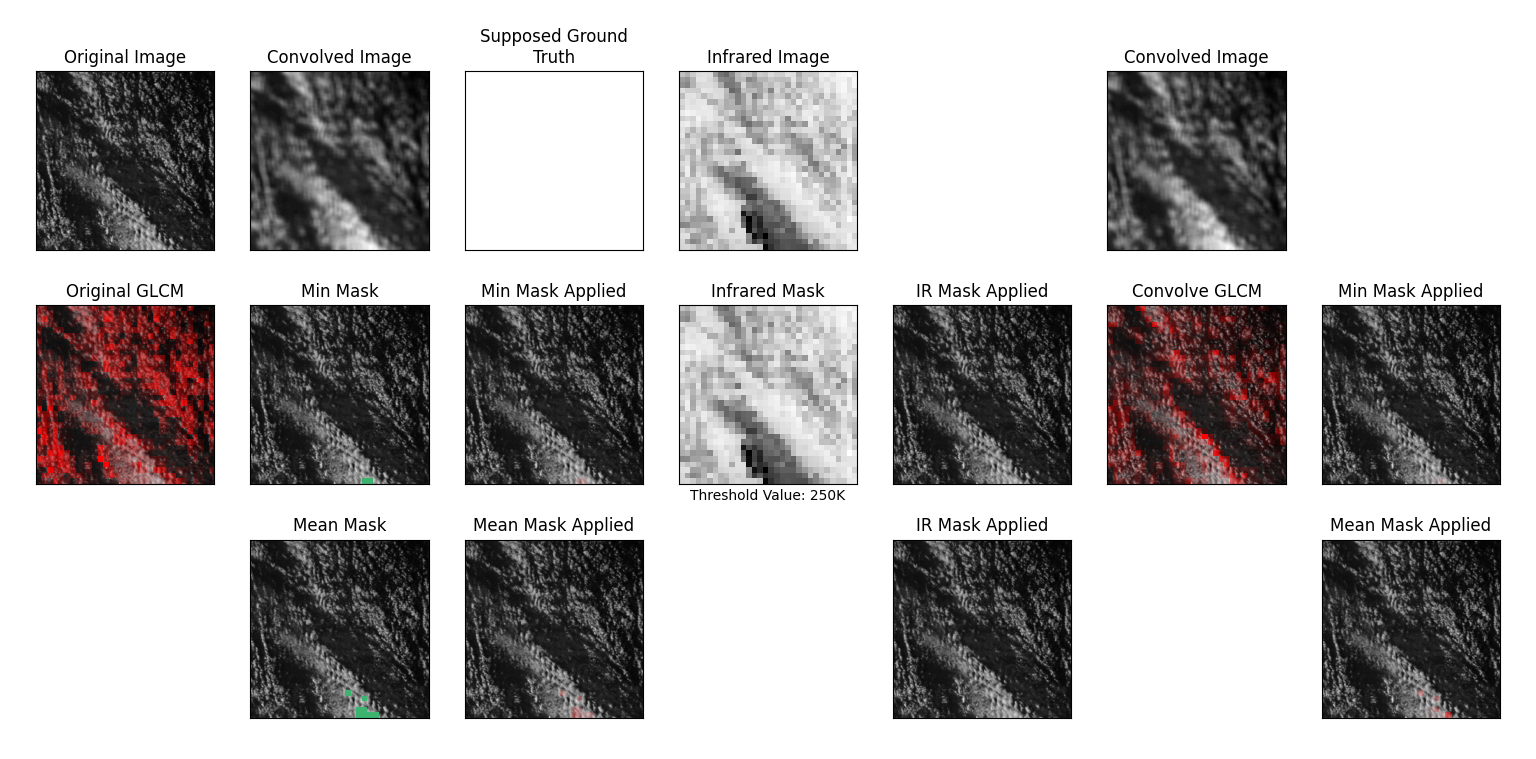 Original Image
Convolved Image
Supposed Ground
Truth
Infrared Image
Convolved Image
Original GLCM
Min Mask
Min Mask Applied
Infrared Mask
IR Mask Applied
Convolve GLCM
Min Mask Applied
Threshold Value: 250K
Mean Mask
Mean Mask Applied
IR Mask Applied
Mean Mask Applied